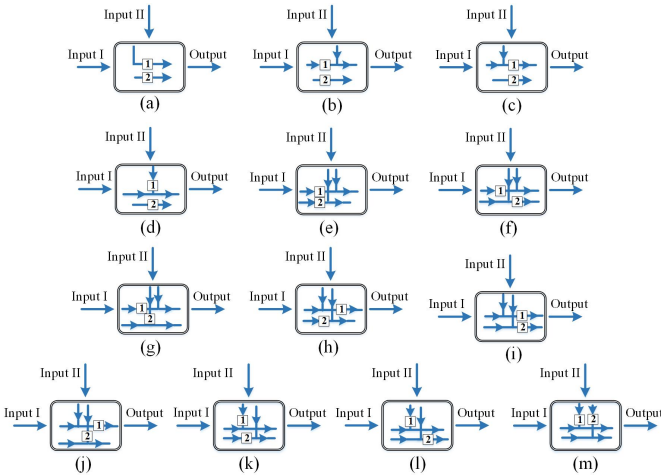 Input II Input II Input II
Input I 1 Output Input I 1 Output Input I 1 Output
2 2 2
(a) (b) (c)
Input II Input II Input II
Input I 1 Output Input I 1 Output Input I 1 Output
2 2 2
(d) (e) (f)
Input II Input II Input II
Input I 1 Output Input I 1 Output Input I 1 Output
2 2 2
(g) (h) (i)
Input II Input II Input II Input II
Input I 1 Output Input I 1 Output Input I 1 Output Input I 1 2 Output
2 2 2
(j) (k) (l) (m)